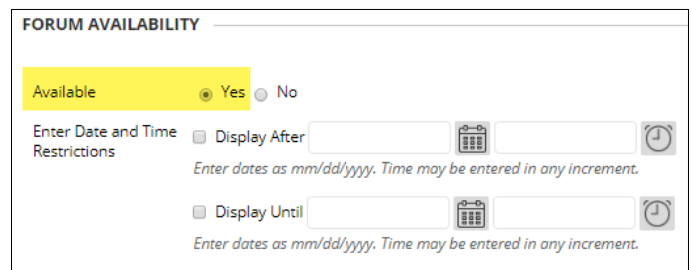 FORUM AVAILABILITY
Available Yes No
Enter Date and Time Restrictions Display After
Enter dates as mm/dd/yyyy. Time may be entered in any increment.
Display Until
Enter dates as mm/dd/yyyy. Time may be entered in any increment.